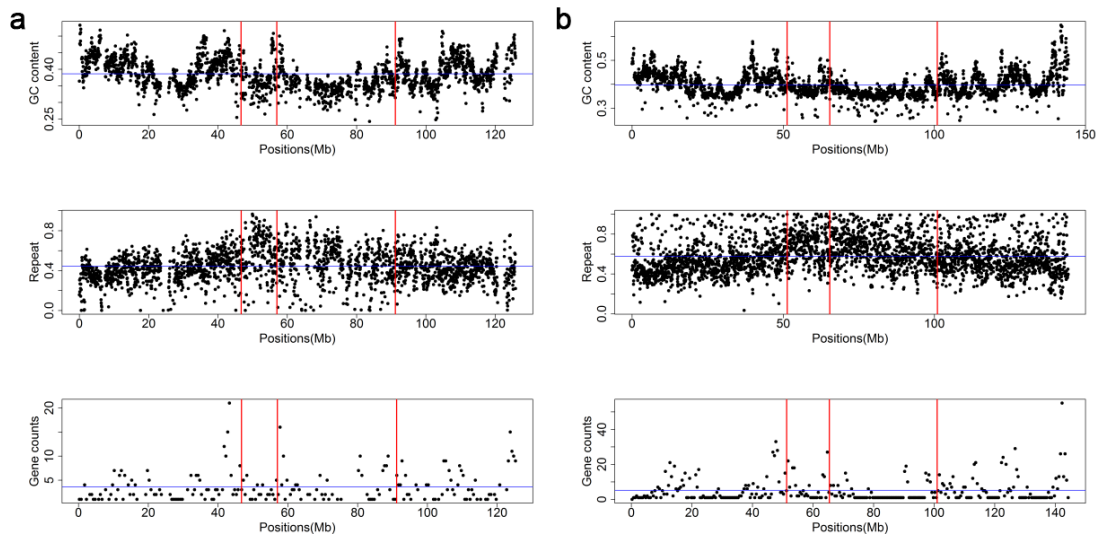 a
b
GC content
0.25
0.40
0 20 40 60 80 100 120
Positions(Mb)
GC content
0.3
0.5
0 50 100 150
Positions(Mb)
Repeat
0.0
0.4
0.8
0 20 40 60 80 100 120
Positions(Mb)
Repeat
0.0
0.4
0.8
0 50 100
Positions(Mb)
Gene counts
5
10
20
0 20 40 60 80 100 120
Positions(Mb)
Gene counts
0
20
40
0 20 40 60 80 100 120 140
Positions(Mb)